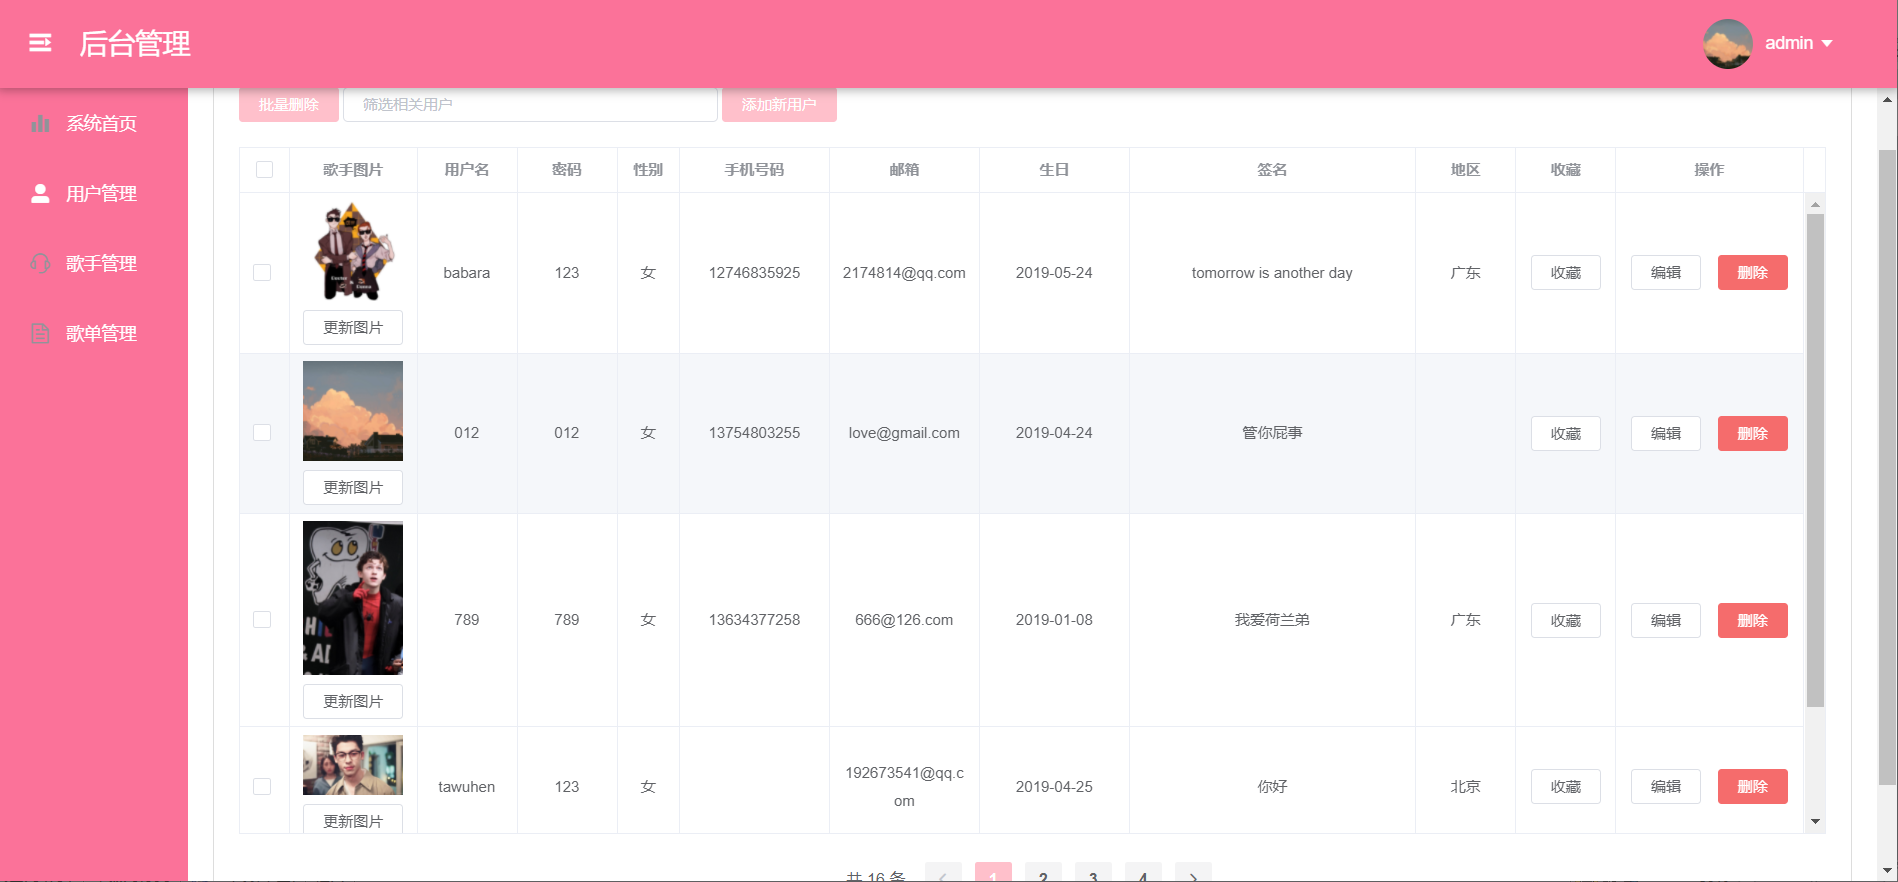 后台管理
admin
批量删除 筛选相关用户 添加新用户
系统首页
用户管理
歌手管理
歌单管理
歌手图片 用户名 密码 性别 手机号码 邮箱 生日 签名 地区 收藏 操作
babara 123 女 12746835925 2174814@qq.com 2019-05-24 tomorrow is another day 广东 收藏 编辑 删除
更新图片
012 012 女 13754803255 love@gmail.com 2019-04-24 管你屁事 收藏 编辑 删除
更新图片
789 789 女 13634377258 666@126.com 2019-01-08 我爱荷兰弟 广东 收藏 编辑 删除
更新图片
tawuhen 123 女 192673541@qq.c
om 2019-04-25 你好 北京 收藏 编辑 删除
更新图片
共 16 条 1 2 3 4